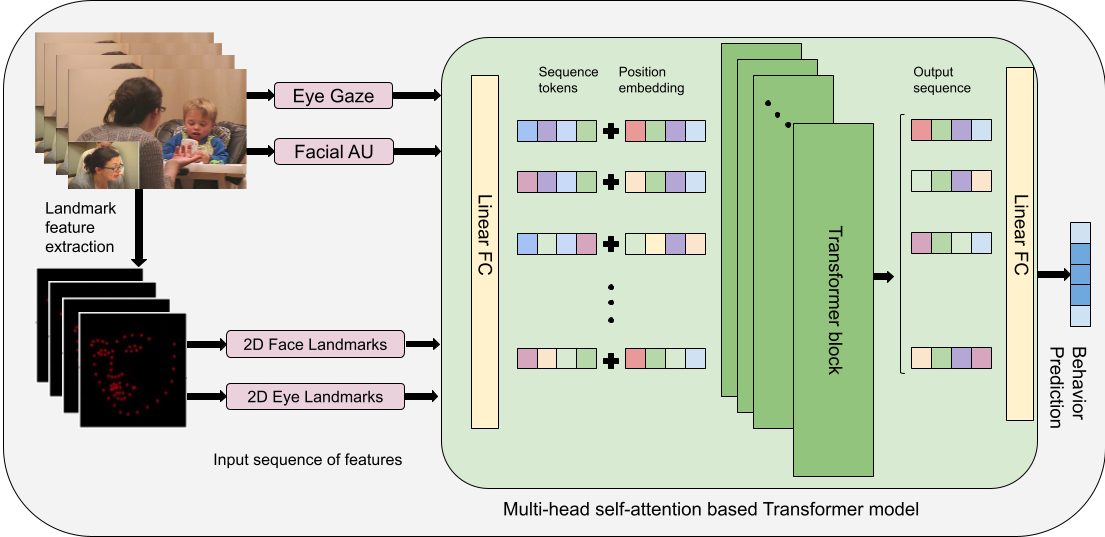 Eye Gaze
Facial AU
Landmark
feature
extraction
2D Face Landmarks
2D Eye Landmarks
Input sequence of features
Linear FC
Sequence
tokens
Position
embedding
Transformer block
Output
sequence
Linear FC
Behavior
Prediction
Multi-head self-attention based Transformer model